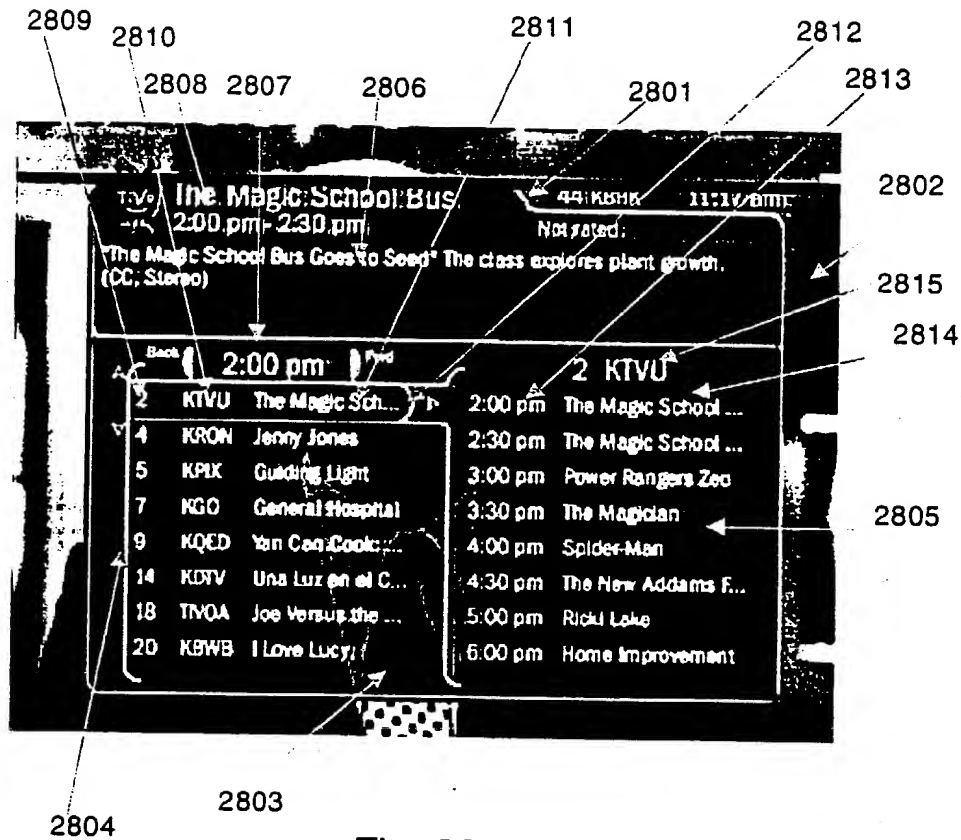 2809
2810
2811
2812
2808
2807
2806
2801
2813
TiVo
The Magic School Bus
44 KBHK
2:00 pm - 2:30 pm
Not rated
"The Magic School Bus Goes to Seed" The class explores plant growth.
(CC, Stereo)
2802
2815
2814
Back
2:00 pm
Fwd
2 KTVU
2 KTVU The Magic Sch...
2:00 pm The Magic School ...
4 KRON Jenny Jones
2:30 pm The Magic School ...
5 KPIX Guiding Light
3:00 pm Power Rangers Zeo
7 KGO General Hospital
3:30 pm The Magician
2805
9 KQED Yan Can Cook: ...
4:00 pm Spider-Man
14 KDTV Una Luz en el C...
4:30 pm The New Addams F...
18 TIVOA Joe Versus the ...
5:00 pm Ricki Lake
20 KBWB I Love Lucy
6:00 pm Home Improvement
2803
2804